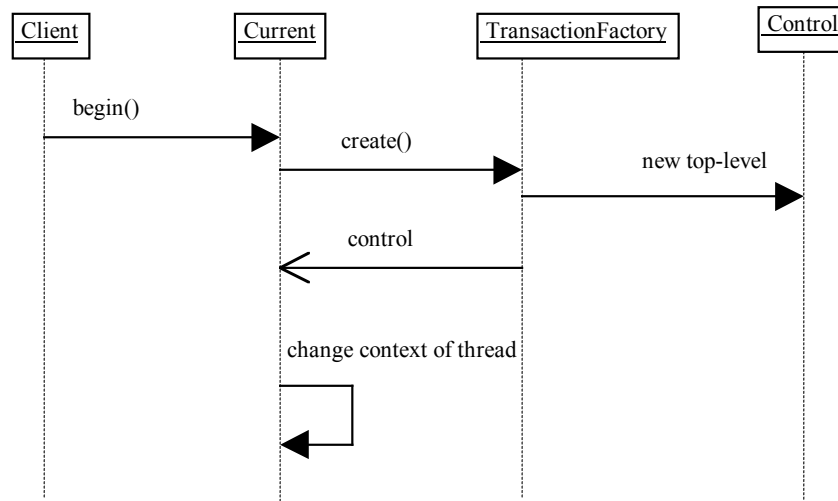 Client
Current
TransactionFactory
Control
begin()
create()
new top-level
control
change context of thread